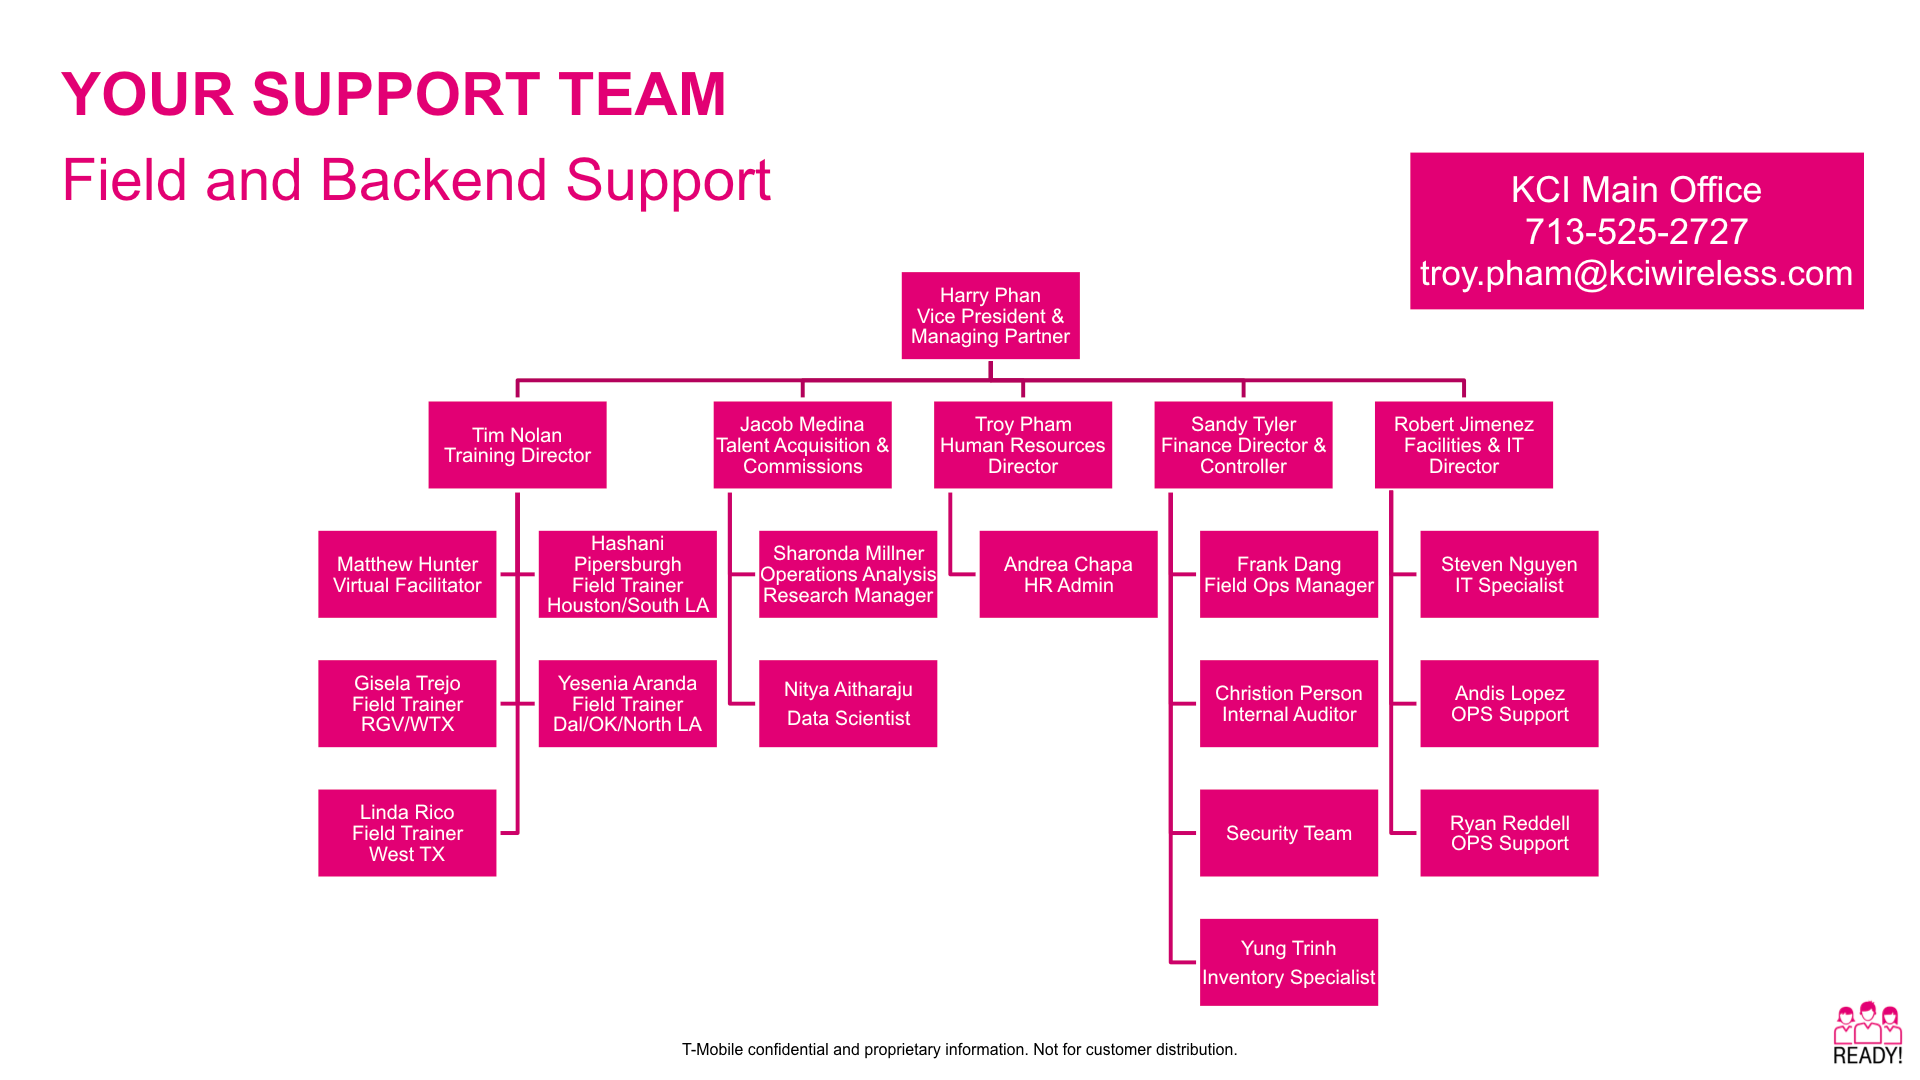 YOUR SUPPORT TEAM
Field and Backend Support
KCI Main Office
713-525-2727
troy.pham@kciwireless.com
Harry Phan
Vice President &
Managing Partner
Tim Nolan
Training Director
Jacob Medina
Talent Acquisition &
Commissions
Troy Pham
Human Resources
Director
Sandy Tyler
Finance Director &
Controller
Robert Jimenez
Facilities & IT
Director
Matthew Hunter
Virtual Facilitator
Hashani
Pipersburgh
Field Trainer
Houston/South LA
Sharonda Millner
Operations Analysis
Research Manager
Andrea Chapa
HR Admin
Frank Dang
Field Ops Manager
Steven Nguyen
IT Specialist
Gisela Trejo
Field Trainer
RGV/WTX
Yesenia Aranda
Field Trainer
Dal/OK/North LA
Nitya Aitharaju
Data Scientist
Christion Person
Internal Auditor
Andis Lopez
OPS Support
Linda Rico
Field Trainer
West TX
Security Team
Ryan Reddell
OPS Support
Yung Trinh
Inventory Specialist
T-Mobile confidential and proprietary information. Not for customer distribution.
READY!